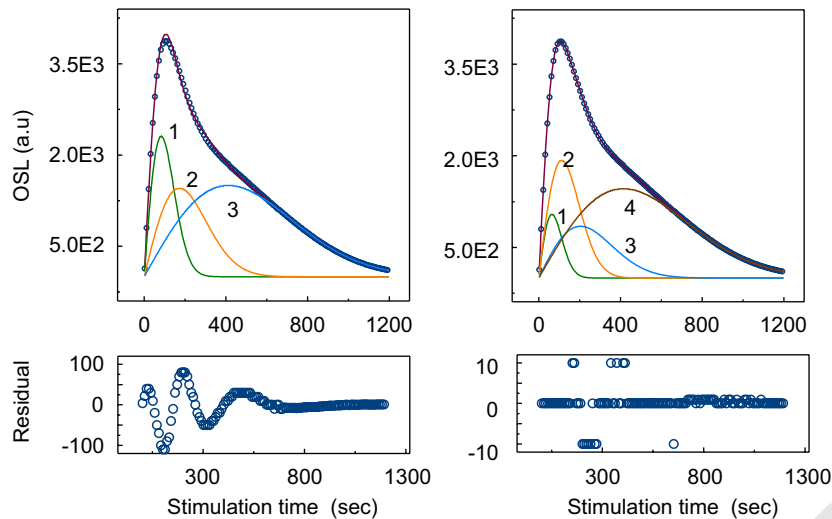 OSL (a.u)
3.5E3
2.0E3
5.0E2
1
2
3
0 400 800 1200
3.5E3
2.0E3
5.0E2
1
2
3
4
0 400 800 1200
Residual
100
0
-100
300 800 1300
Stimulation time (sec)
10
0
-10
300 800 1300
Stimulation time (sec)